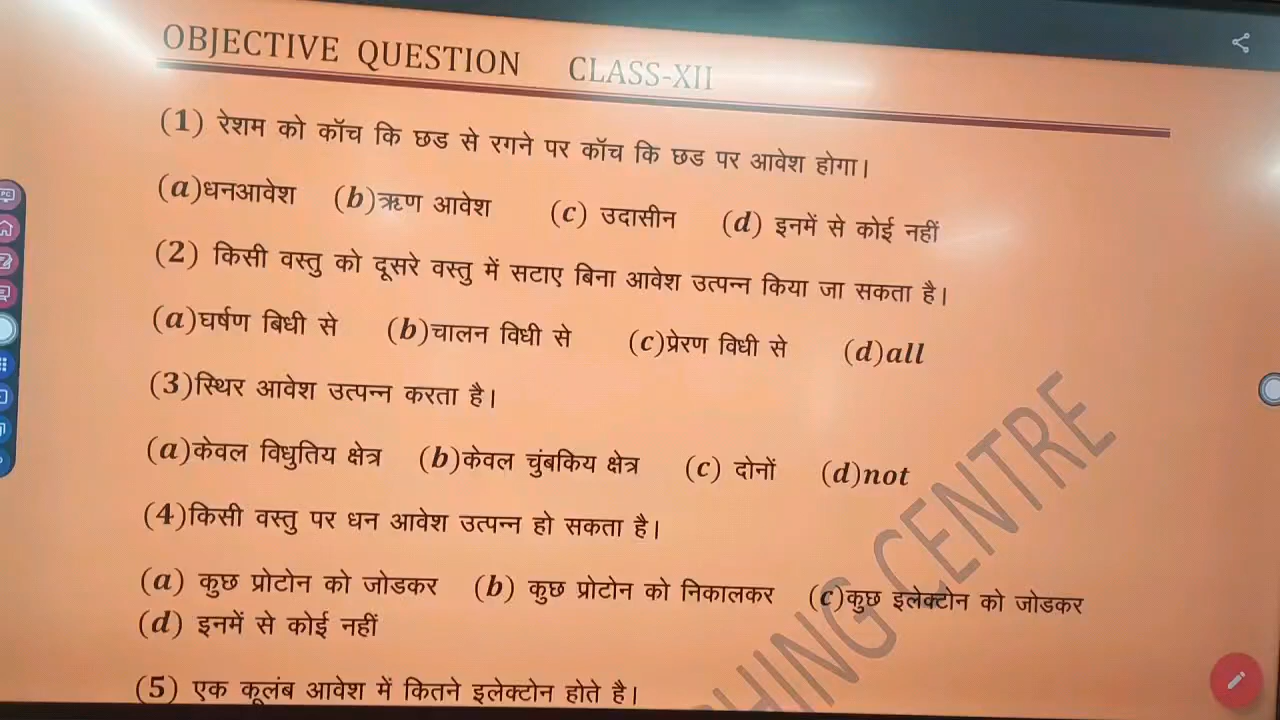 OBJECTIVE QUESTION CLASS-XII
(1) रेशम को कॉच कि छड से रगने पर कॉच कि छड पर आवेश होगा।
(a)धनआवेश (b)ऋण आवेश (c) उदासीन (d) इनमें से कोई नहीं
(2) किसी वस्तु को दूसरे वस्तु में सटाए बिना आवेश उत्पन्न किया जा सकता है।
(a)घर्षण बिधी से (b)चालन विधी से (c)प्रेरण विधी से (d)all
(3)स्थिर आवेश उत्पन्न करता है।
(a)केवल विधुतिय क्षेत्र (b)केवल चुंबकिय क्षेत्र (c) दोनों (d)not
(4)किसी वस्तु पर धन आवेश उत्पन्न हो सकता है।
(a) कुछ प्रोटोन को जोडकर (b) कुछ प्रोटोन को निकालकर (c)कुछ इलेक्टोन को जोडकर
(d) इनमें से कोई नहीं
(5) एक कूलंब आवेश में कितने इलेक्टोन होते है।
CENTRE